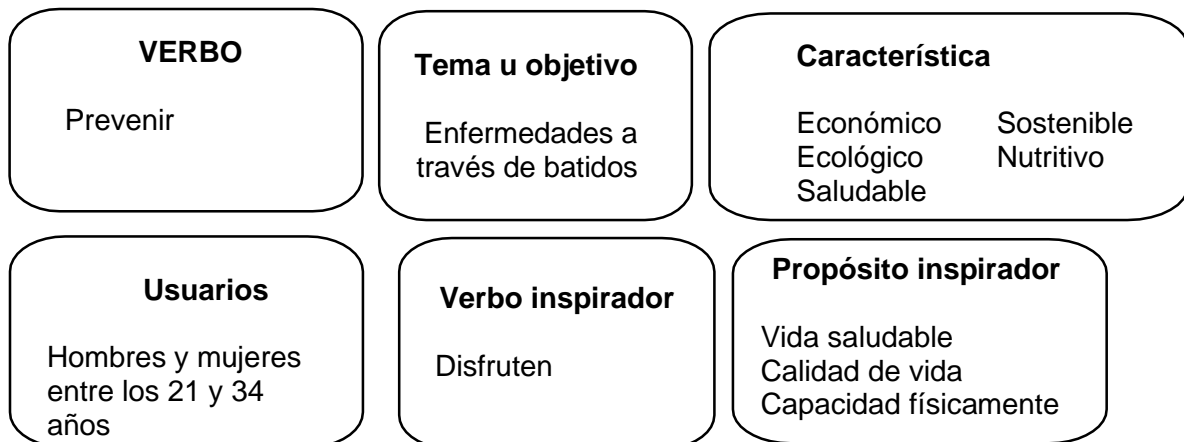 VERBO
Prevenir
Tema u objetivo
Enfermedades a
través de batidos
Característica
Económico Sostenible
Ecológico Nutritivo
Saludable
Usuarios
Hombres y mujeres
entre los 21 y 34
años
Verbo inspirador
Disfruten
Propósito inspirador
Vida saludable
Calidad de vida
Capacidad físicamente